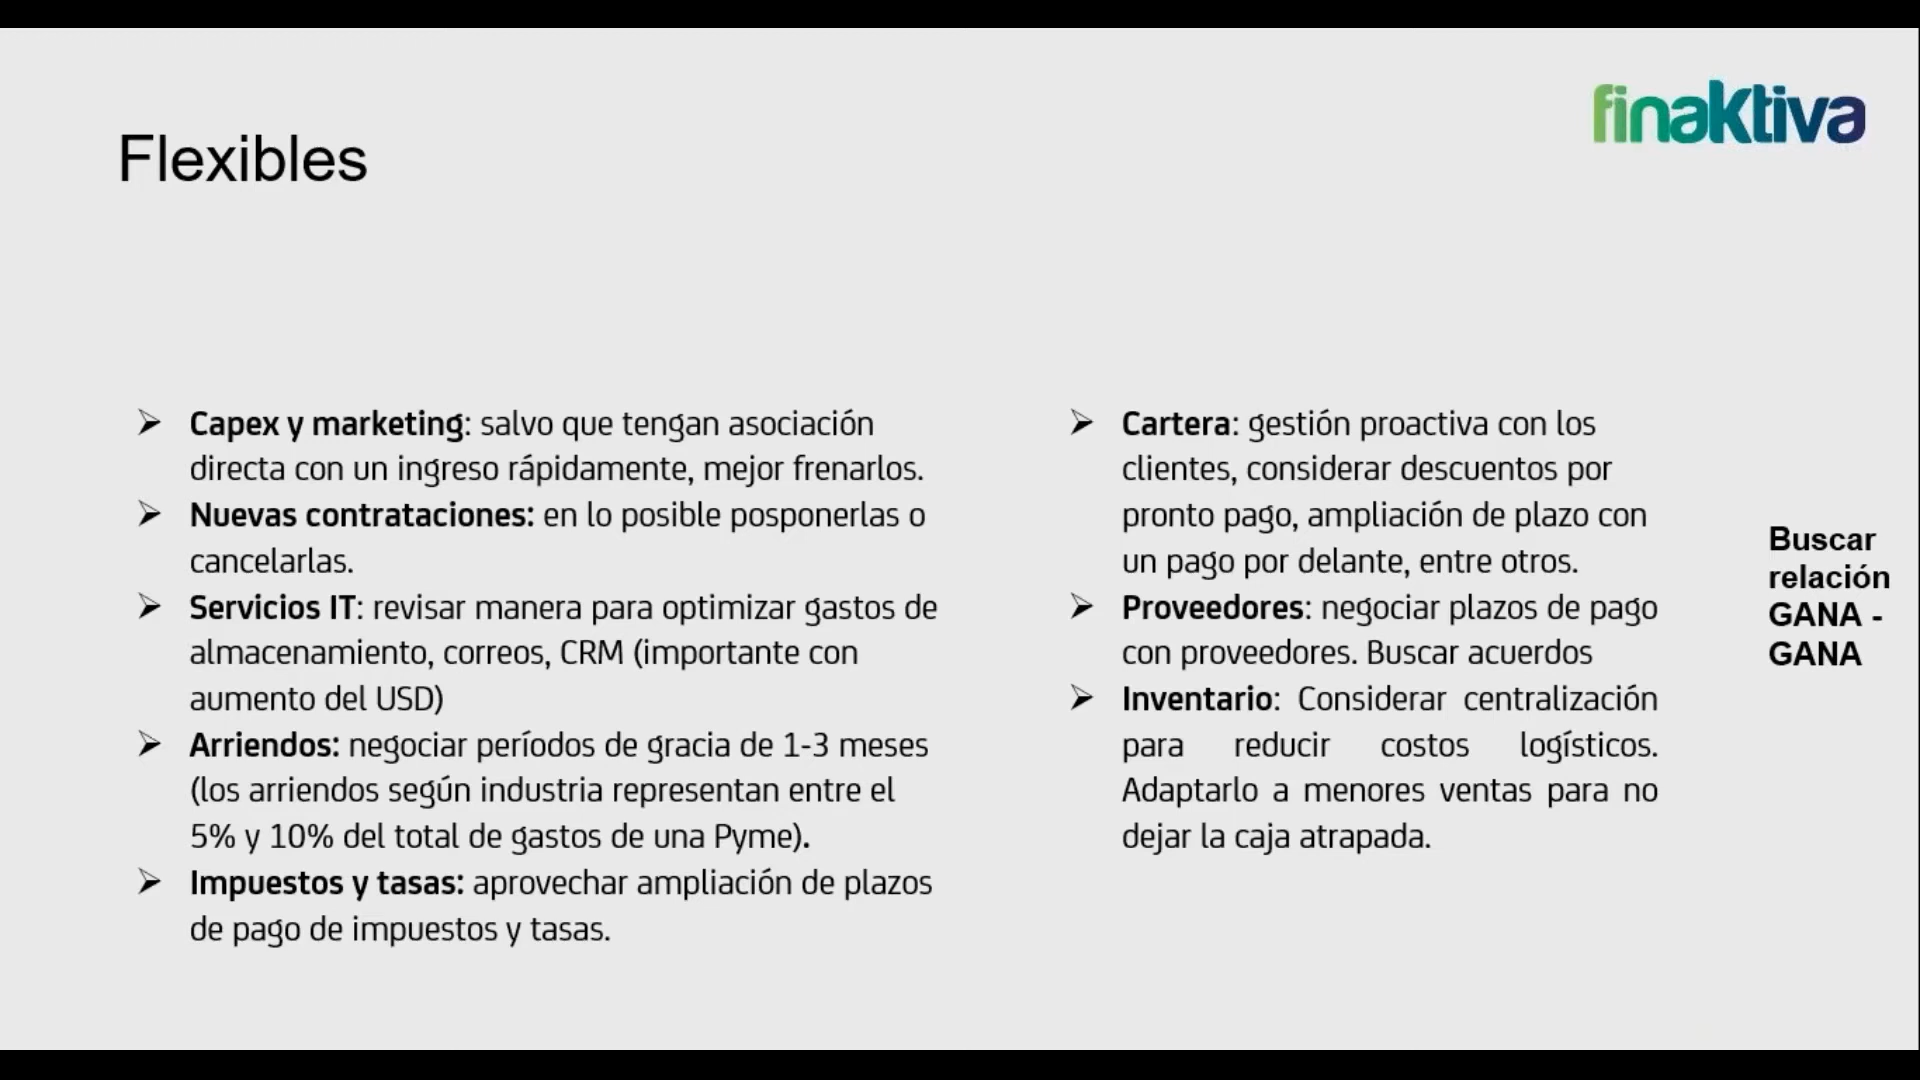 finaktiva
Flexibles
➢ Capex y marketing: salvo que tengan asociación
directa con un ingreso rápidamente, mejor frenarlos.
➢ Nuevas contrataciones: en lo posible posponerlas o
cancelarlas.
➢ Servicios IT: revisar manera para optimizar gastos de
almacenamiento, correos, CRM (importante con
aumento del USD)
➢ Arriendos: negociar períodos de gracia de 1-3 meses
(los arriendos según industria representan entre el
5% y 10% del total de gastos de una Pyme).
➢ Impuestos y tasas: aprovechar ampliación de plazos
de pago de impuestos y tasas.
➢ Cartera: gestión proactiva con los
clientes, considerar descuentos por
pronto pago, ampliación de plazo con
un pago por delante, entre otros.
➢ Proveedores: negociar plazos de pago
con proveedores. Buscar acuerdos
➢ Inventario: Considerar centralización
para reducir costos logísticos.
Adaptarlo a menores ventas para no
dejar la caja atrapada.
Buscar
relación
GANA -
GANA